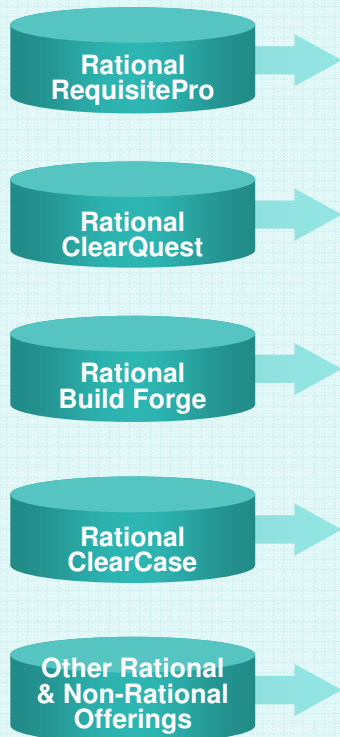 Rational
RequisitePro
Rational
ClearQuest
Rational
Build Forge
Rational
ClearCase
Other Rational
& Non-Rational
Offerings